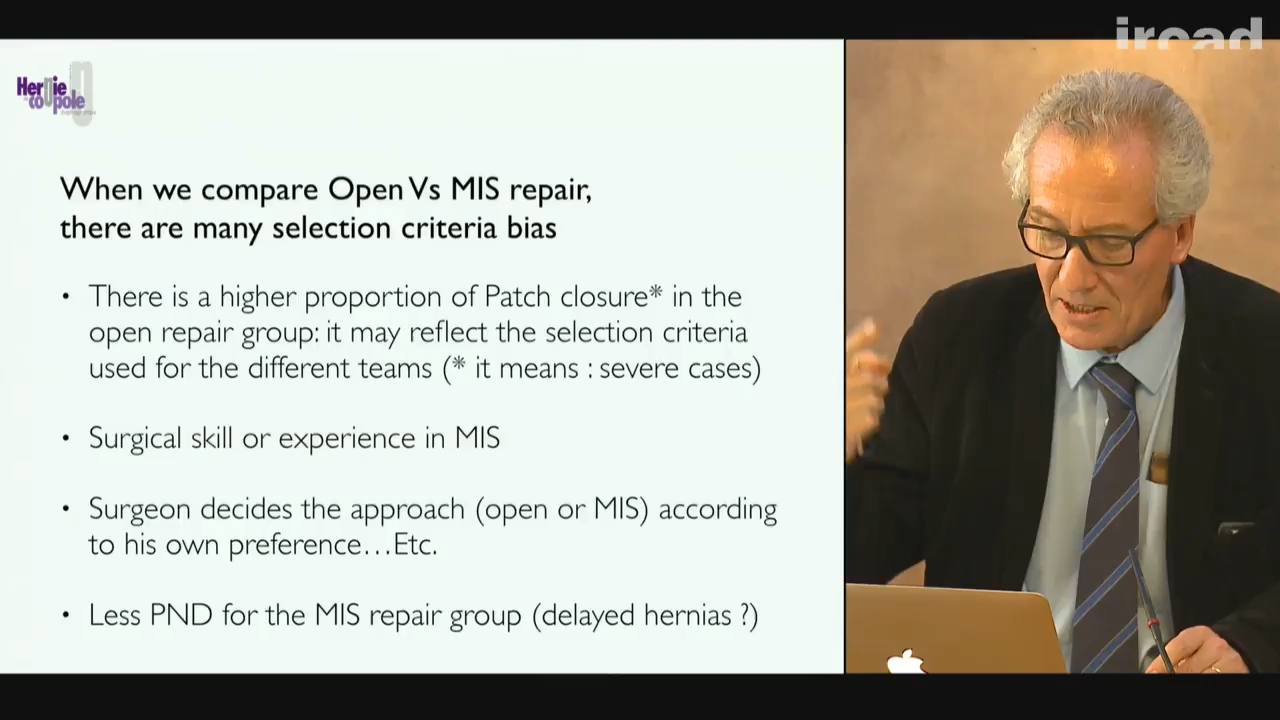 ircad
Hernie
de
coupole
When we compare Open Vs MIS repair,
there are many selection criteria bias
• There is a higher proportion of Patch closure* in the
open repair group: it may reflect the selection criteria
used for the different teams (* it means : severe cases)
• Surgical skill or experience in MIS
• Surgeon decides the approach (open or MIS) according
to his own preference…Etc.
• Less PND for the MIS repair group (delayed hernias ?)